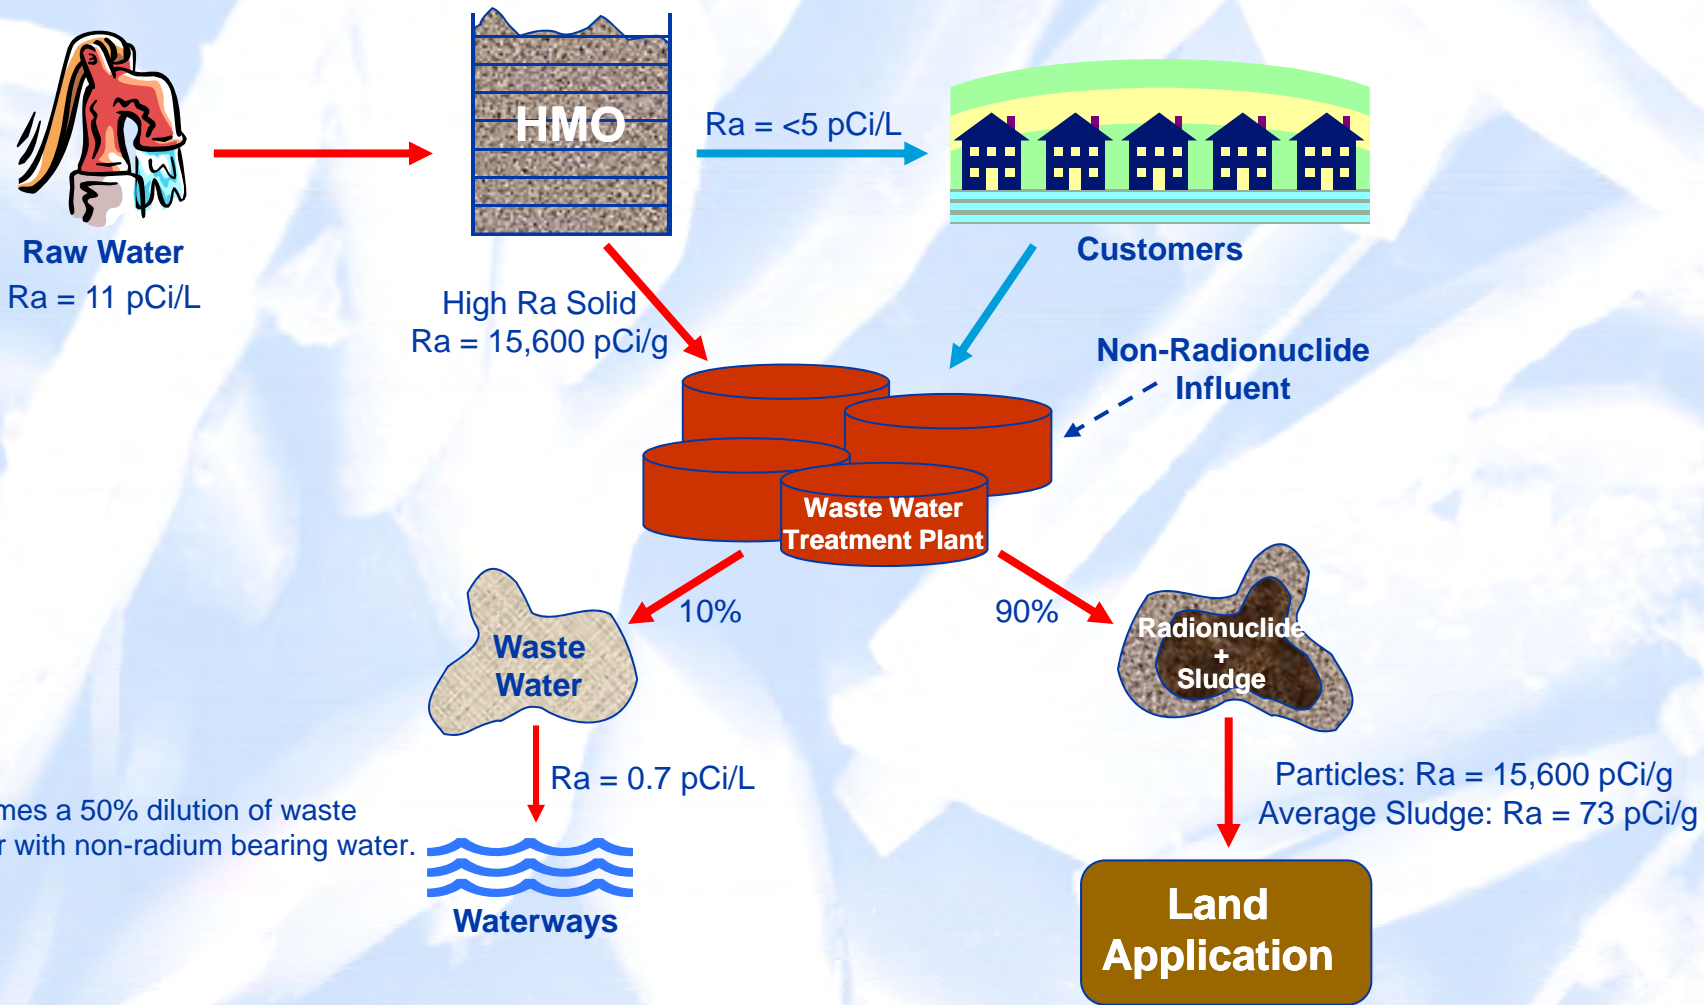 HMO
Ra = <5 pCi/L
Raw Water
Ra = 11 pCi/L
Customers
High Ra Solid
Ra = 15,600 pCi/g
Non-Radionuclide
Influent
Waste Water
Treatment Plant
10%
90%
Waste
Water
Radionuclide
+
Sludge
Ra = 0.7 pCi/L
Particles: Ra = 15,600 pCi/g
Average Sludge: Ra = 73 pCi/g
a 50% dilution of waste
with non-radium bearing water.
Waterways
Land
Application